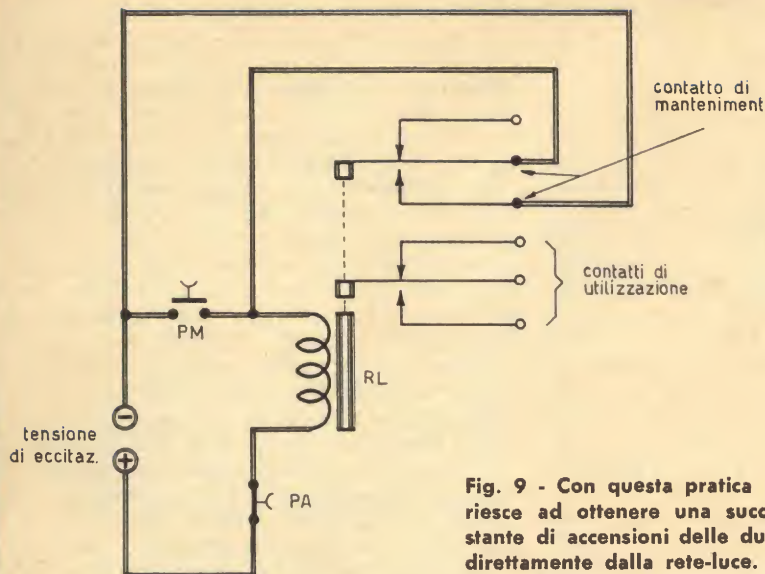 contatto di
mantenimento
contatti di
utilizzazione
PM
RL
−
tensione
di eccitaz.
+
PA
Fig. 9 - Con questa pratica
riesce ad ottenere una succ
stante di accensioni delle du
direttamente dalla rete-luce.